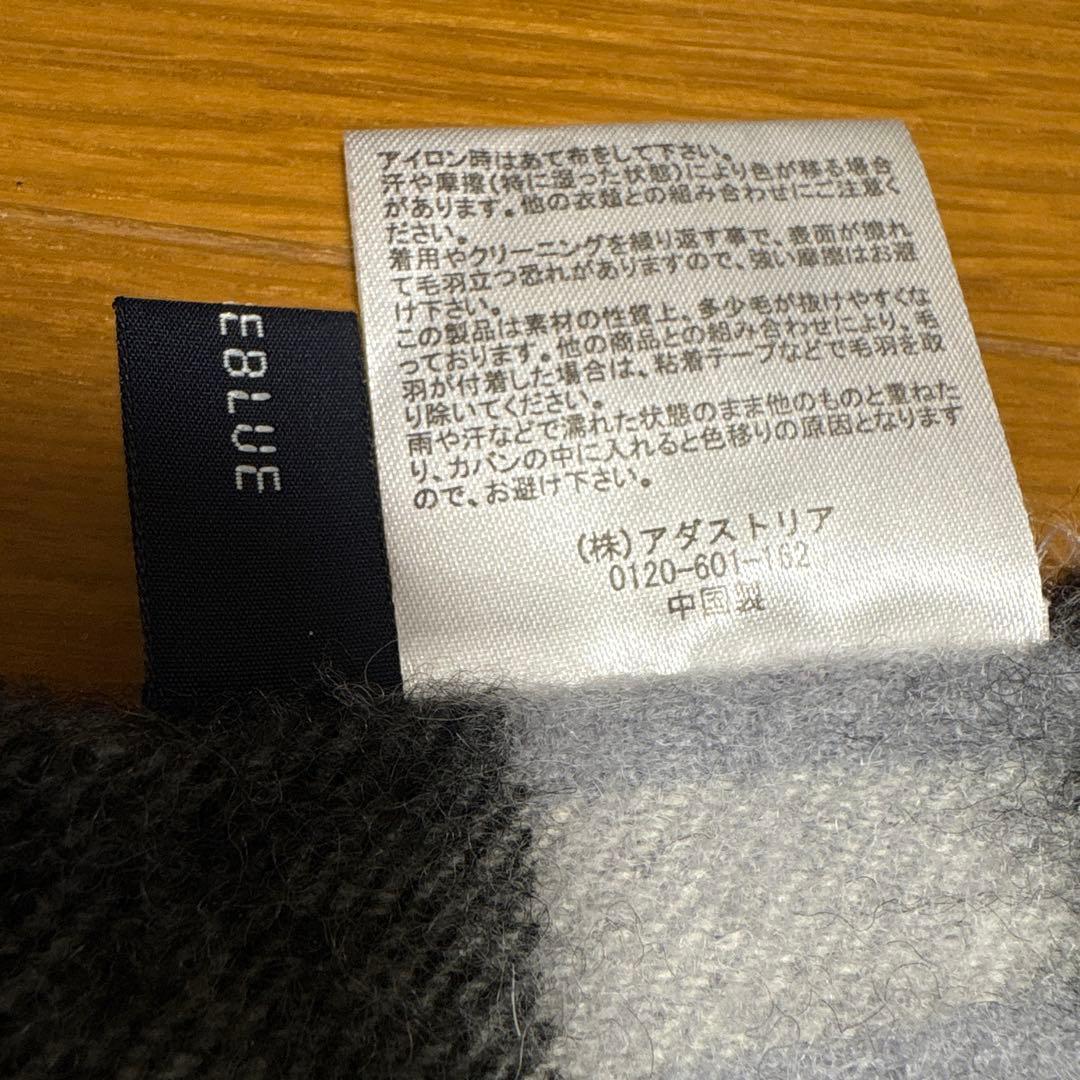 アイロン時はあて布をして下さい。
汗や摩擦(特に湿った状態)により色が移る場合
があります。他の衣類との組み合わせにご注意く
ださい。
着用やクリーニングを繰り返す事で、表面が擦れ
て毛羽立つ恐れがありますので、強い摩擦はお避
け下さい。
この製品は素材の性質上、多少毛が抜けやすくな
っております。他の商品との組み合わせにより、毛
羽が付着した場合は、粘着テープなどで毛羽を取
り除いてください。
雨や汗などで濡れた状態のまま他のものと重ねた
り、カバンの中に入れると色移りの原因となります
ので、お避け下さい。
(株)アダストリア
0120-601-162
中国製